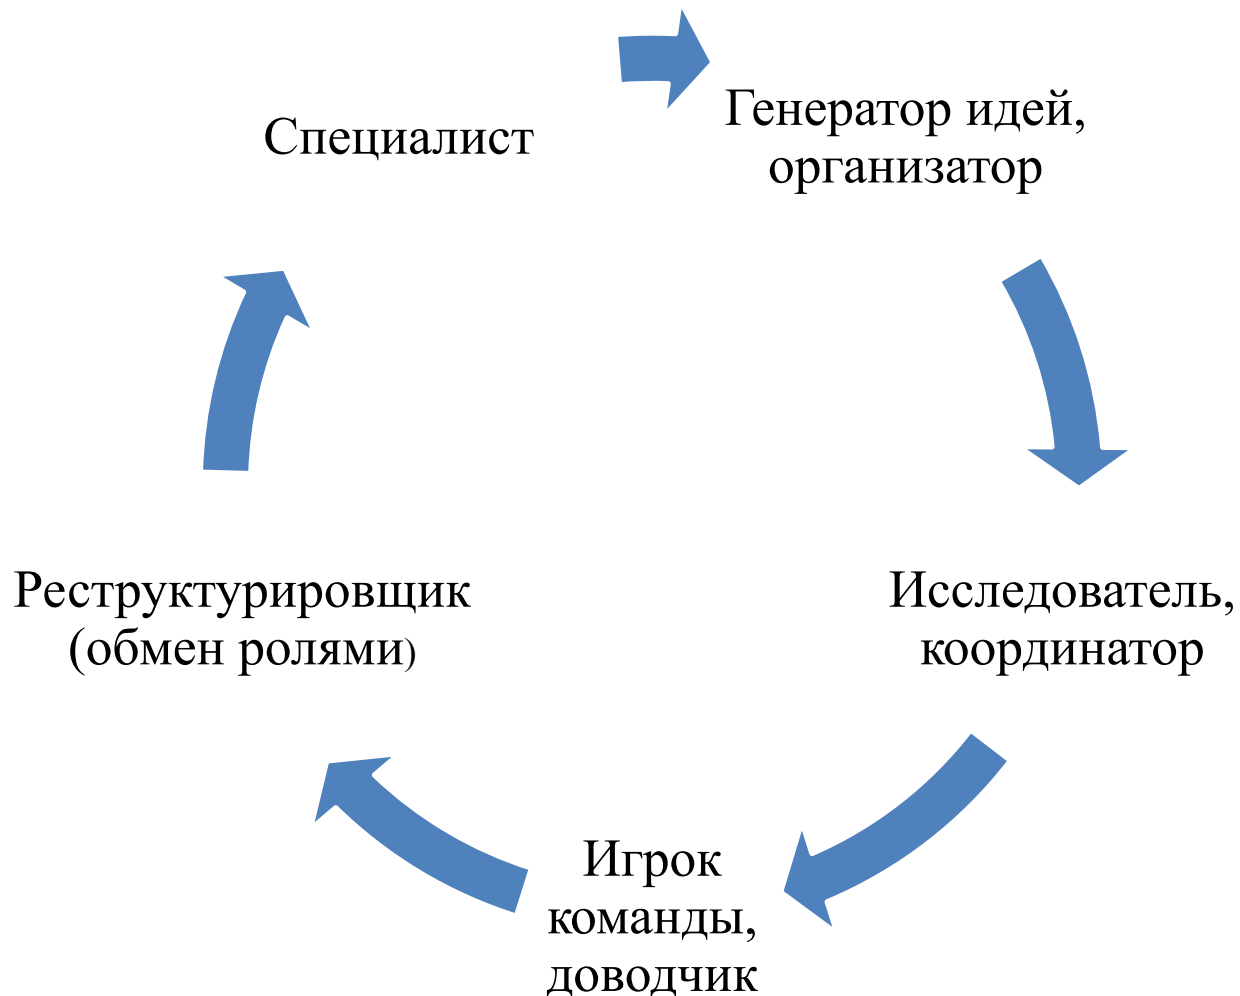 Специалист
Генератор идей,
организатор
Исследователь,
координатор
Игрок
команды,
доводчик
Реструктурировщик
(обмен ролями)